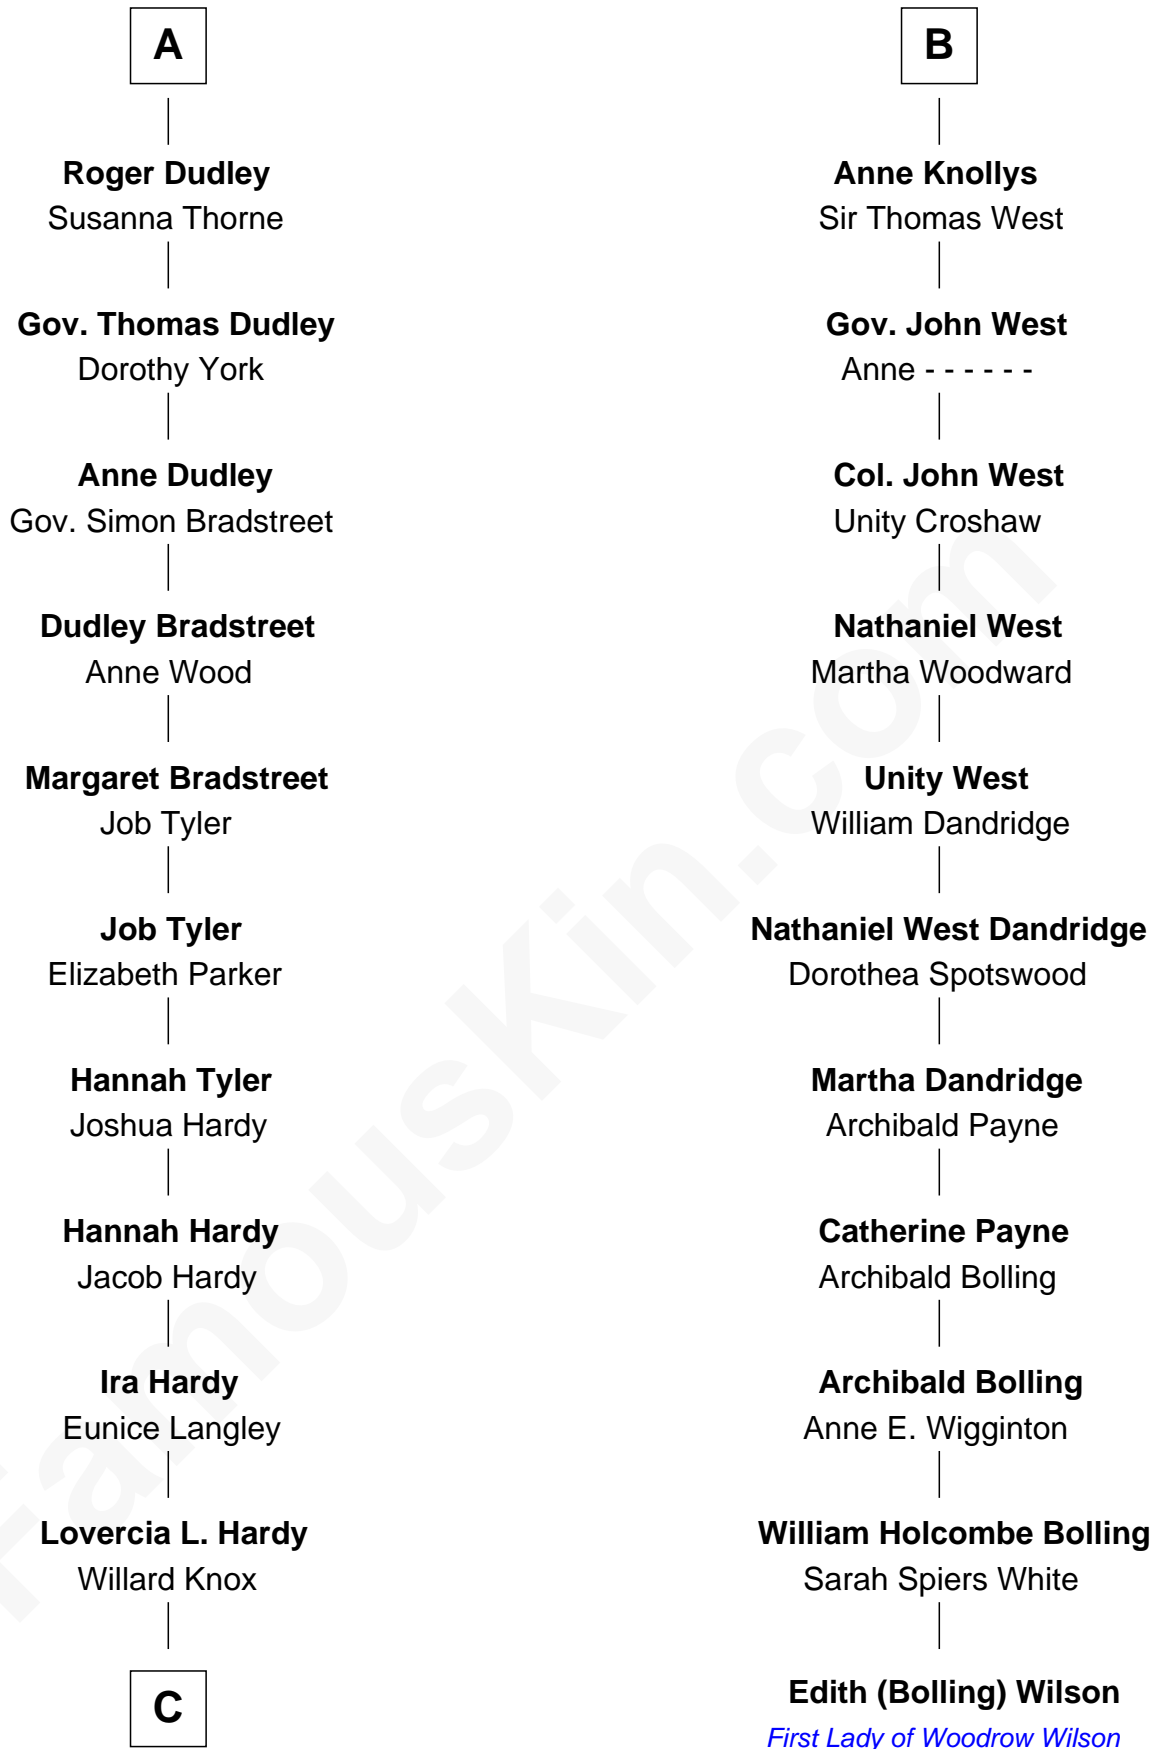 A
Roger Dudley
Susanna Thorne
Gov. Thomas Dudley
Dorothy York
Anne Dudley
Gov. Simon Bradstreet
Dudley Bradstreet
Anne Wood
Margaret Bradstreet
Job Tyler
Job Tyler
Elizabeth Parker
Hannah Tyler
Joshua Hardy
Hannah Hardy
Jacob Hardy
Ira Hardy
Eunice Langley
Lovercia L. Hardy
Willard Knox
C
B
Anne Knollys
Sir Thomas West
Gov. John West
Anne - - - - - -
Col. John West
Unity Croshaw
Nathaniel West
Martha Woodward
Unity West
William Dandridge
Nathaniel West Dandridge
Dorothea Spotswood
Martha Dandridge
Archibald Payne
Catherine Payne
Archibald Bolling
Archibald Bolling
Anne E. Wigginton
William Holcombe Bolling
Sarah Spiers White
Edith (Bolling) Wilson
First Lady of Woodrow Wilson
FamousKin.com